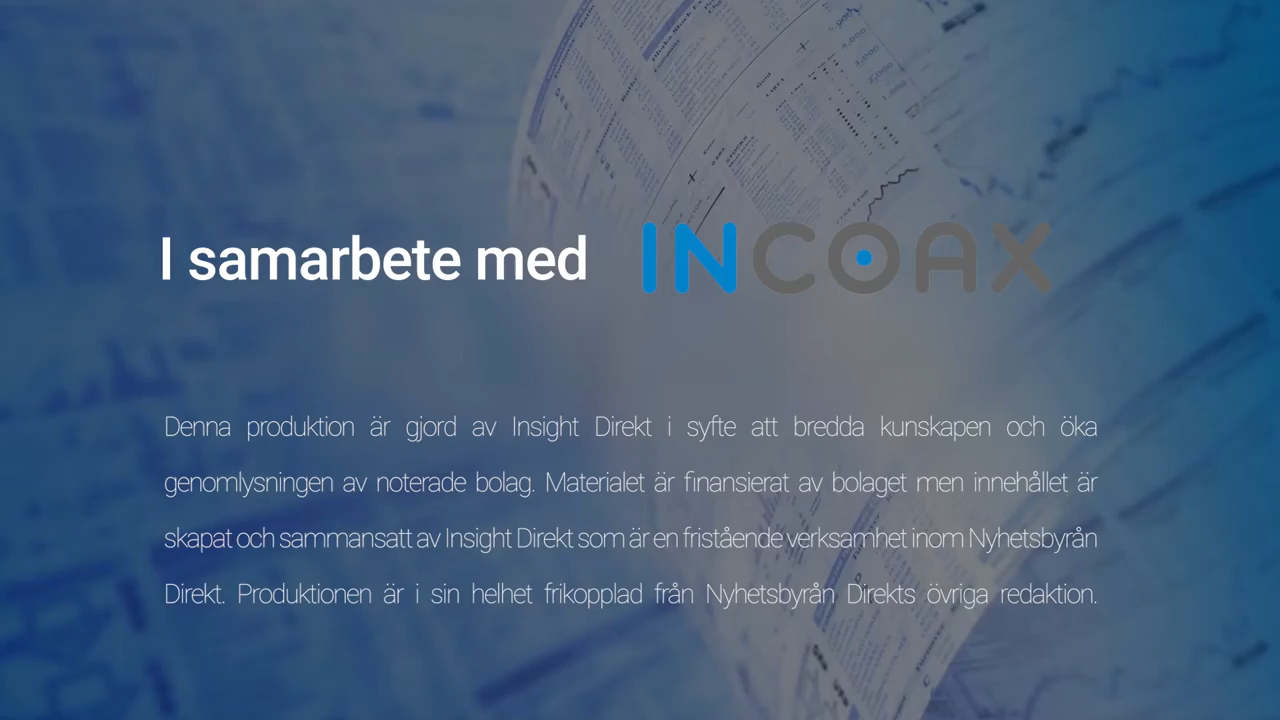 I samarbete med INCOAX
Denna produktion är gjord av Insight Direkt i syfte att bredda kunskapen och öka
genomlysningen av noterade bolag. Materialet är finansierat av bolaget men innehållet är
skapat och sammansatt av Insight Direkt som är en fristående verksamhet inom Nyhetsbyrån
Direkt. Produktionen är i sin helhet frikopplad från Nyhetsbyrån Direkts övriga redaktion.